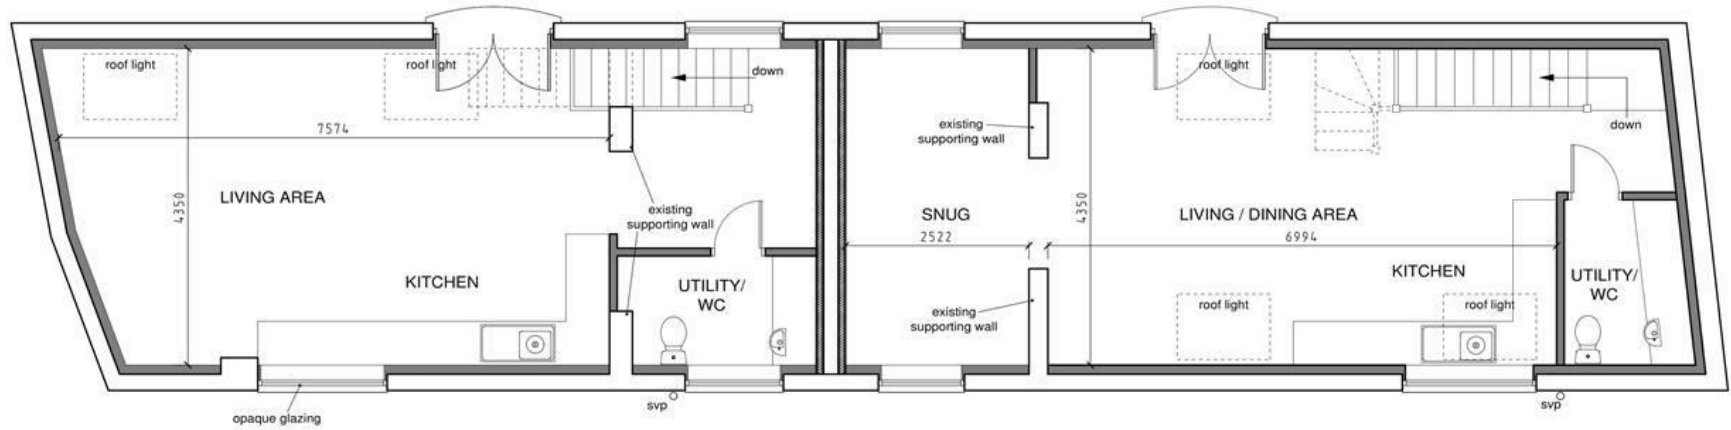 roof light
roof light
down
7574
LIVING AREA
4350
existing
supporting wall
KITCHEN
UTILITY/
WC
opaque glazing
svp
existing
supporting wall
SNUG
2522
existing
supporting wall
roof light
4350
LIVING / DINING AREA
6994
down
KITCHEN
roof light
roof light
UTILITY/
WC
svp